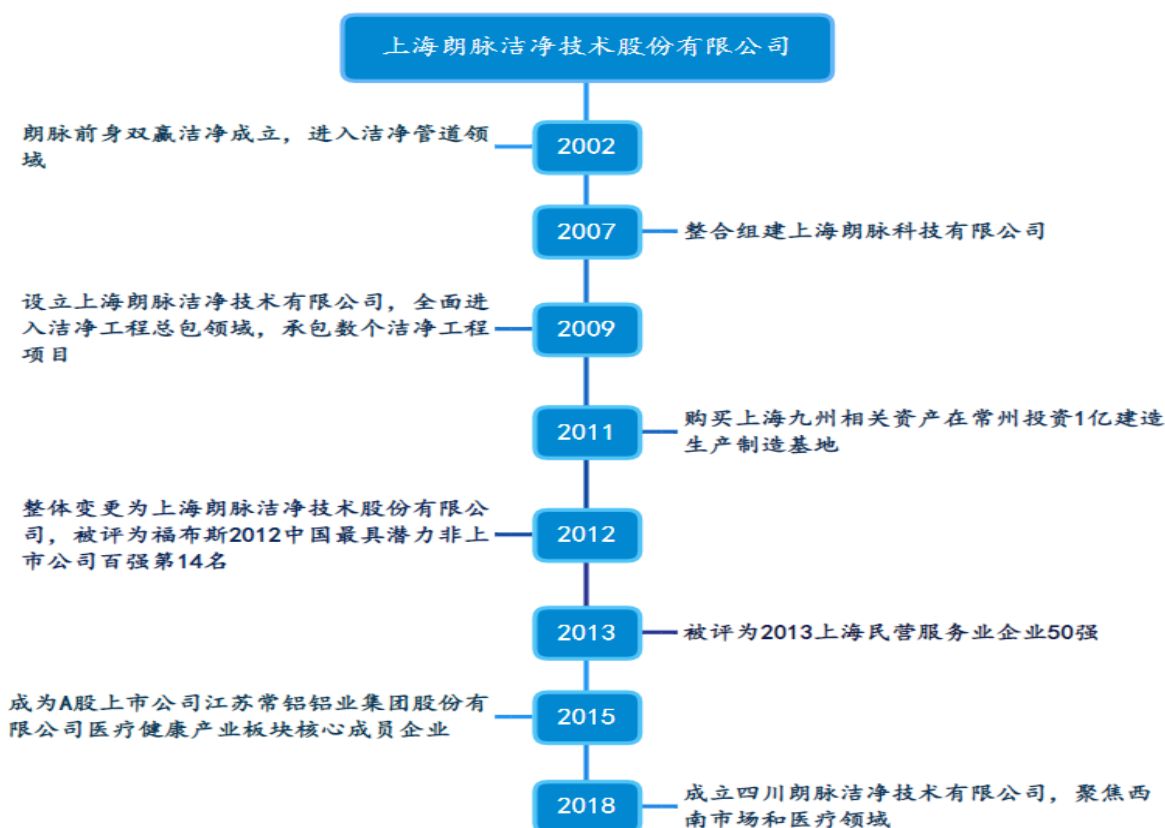 上海朗脉洁净技术股份有限公司
朗脉前身双赢洁净成立，进入洁净管道领
域
2002
2007
整合组建上海朗脉科技有限公司
设立上海朗脉洁净技术有限公司，全面进
入洁净工程总包领域，承包数个洁净工程
项目
2009
2011
购买上海九州相关资产在常州投资1亿建造
生产制造基地
整体变更为上海朗脉洁净技术股份有限公
司，被评为福布斯2012中国最具潜力非上
市公司百强第14名
2012
2013
被评为2013上海民营服务业企业50强
成为A股上市公司江苏常铝铝业集团股份有
限公司医疗健康产业板块核心成员企业
2015
2018
成立四川朗脉洁净技术有限公司，聚焦西
南市场和医疗领域